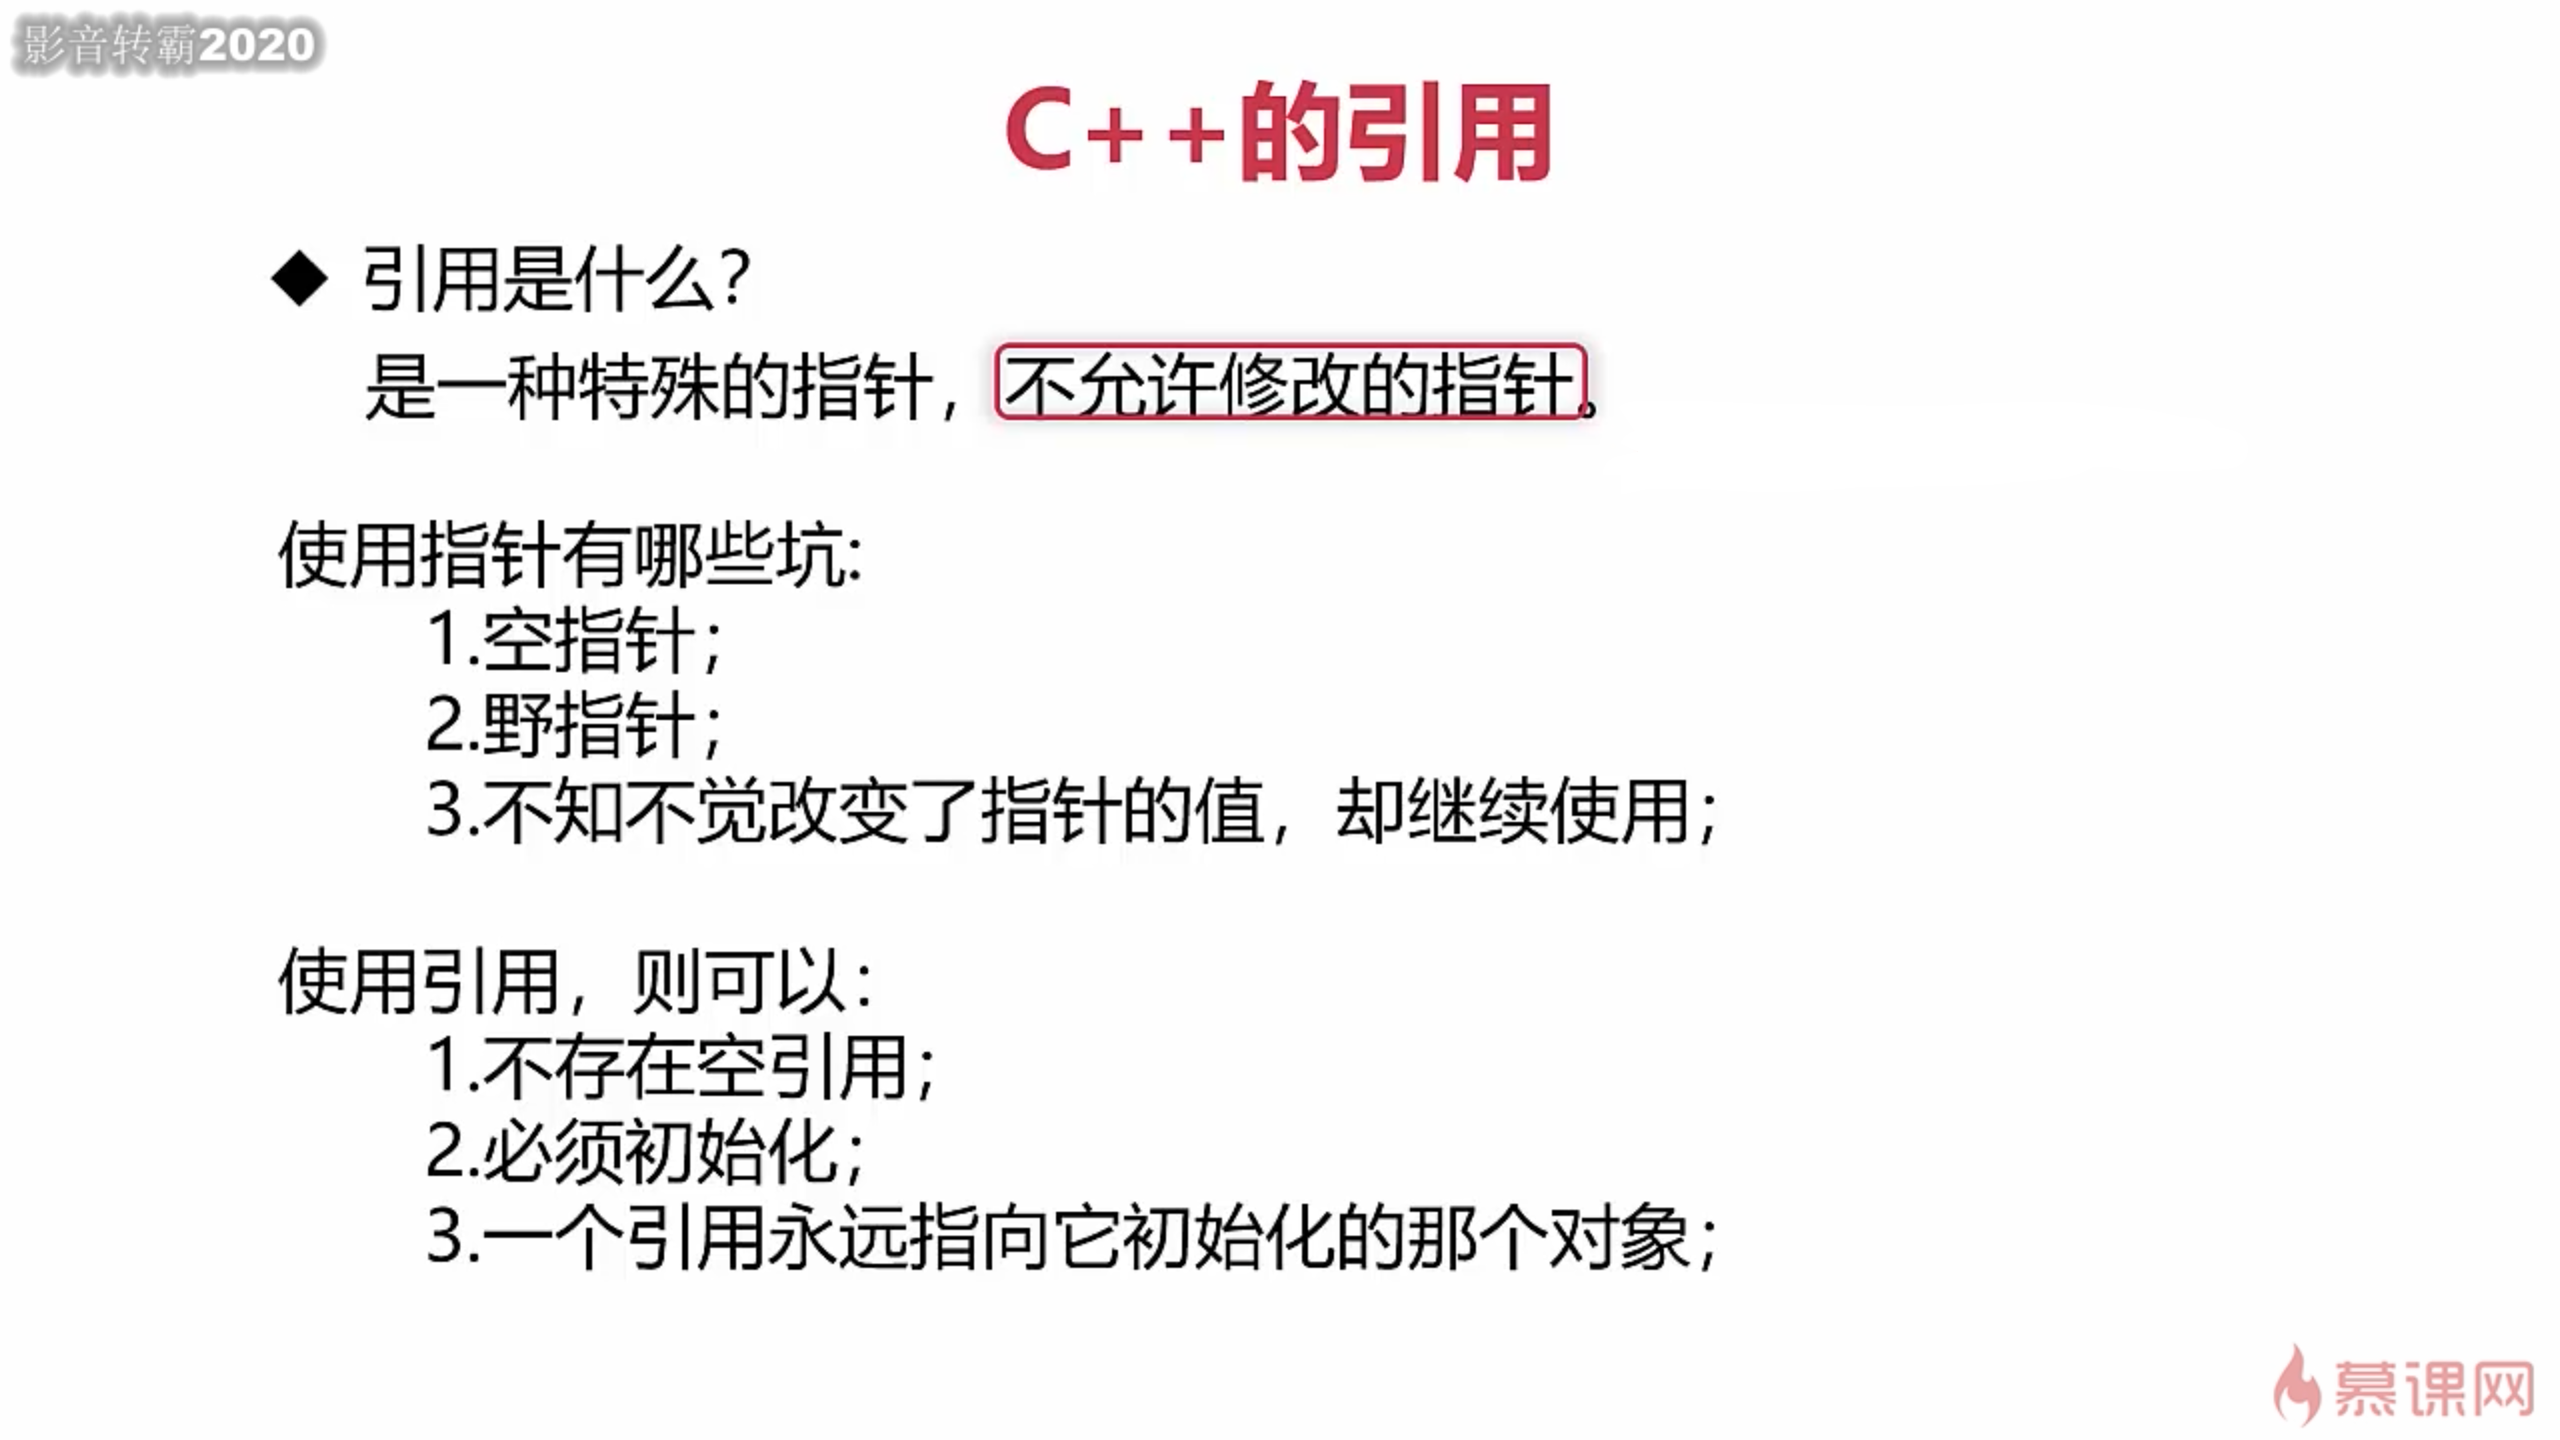 影音转霸2020
C++的引用
◆ 引用是什么？
是一种特殊的指针，不允许修改的指针。
使用指针有哪些坑:
1.空指针；
2.野指针；
3.不知不觉改变了指针的值，却继续使用；
使用引用，则可以：
1.不存在空引用；
2.必须初始化；
3.一个引用永远指向它初始化的那个对象；
慕课网